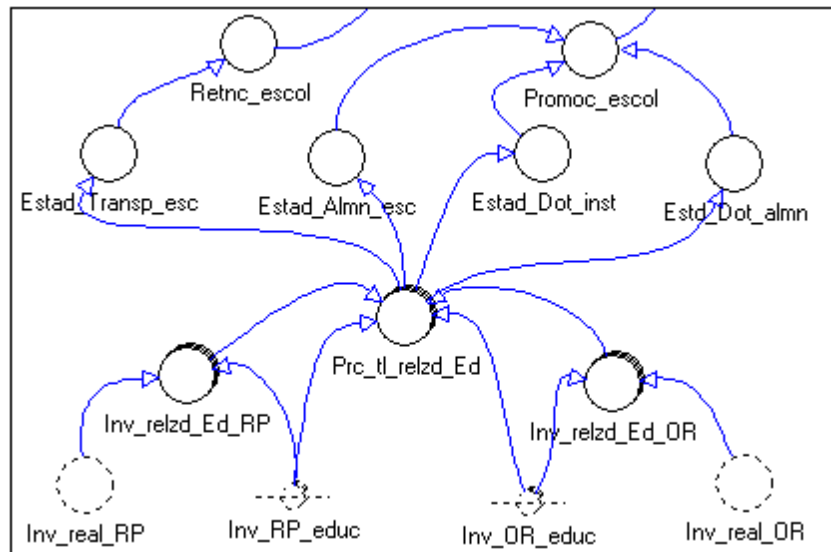 Retnc_escol
Promoc_escol
Estad_Transp_esc
Estad_Almn_esc
Estad_Dot_inst
Estd_Dot_almn
Prc_tl_relzd_Ed
Inv_relzd_Ed_RP
Inv_relzd_Ed_OR
Inv_real_RP
Inv_RP_educ
Inv_OR_educ
Inv_real_OR